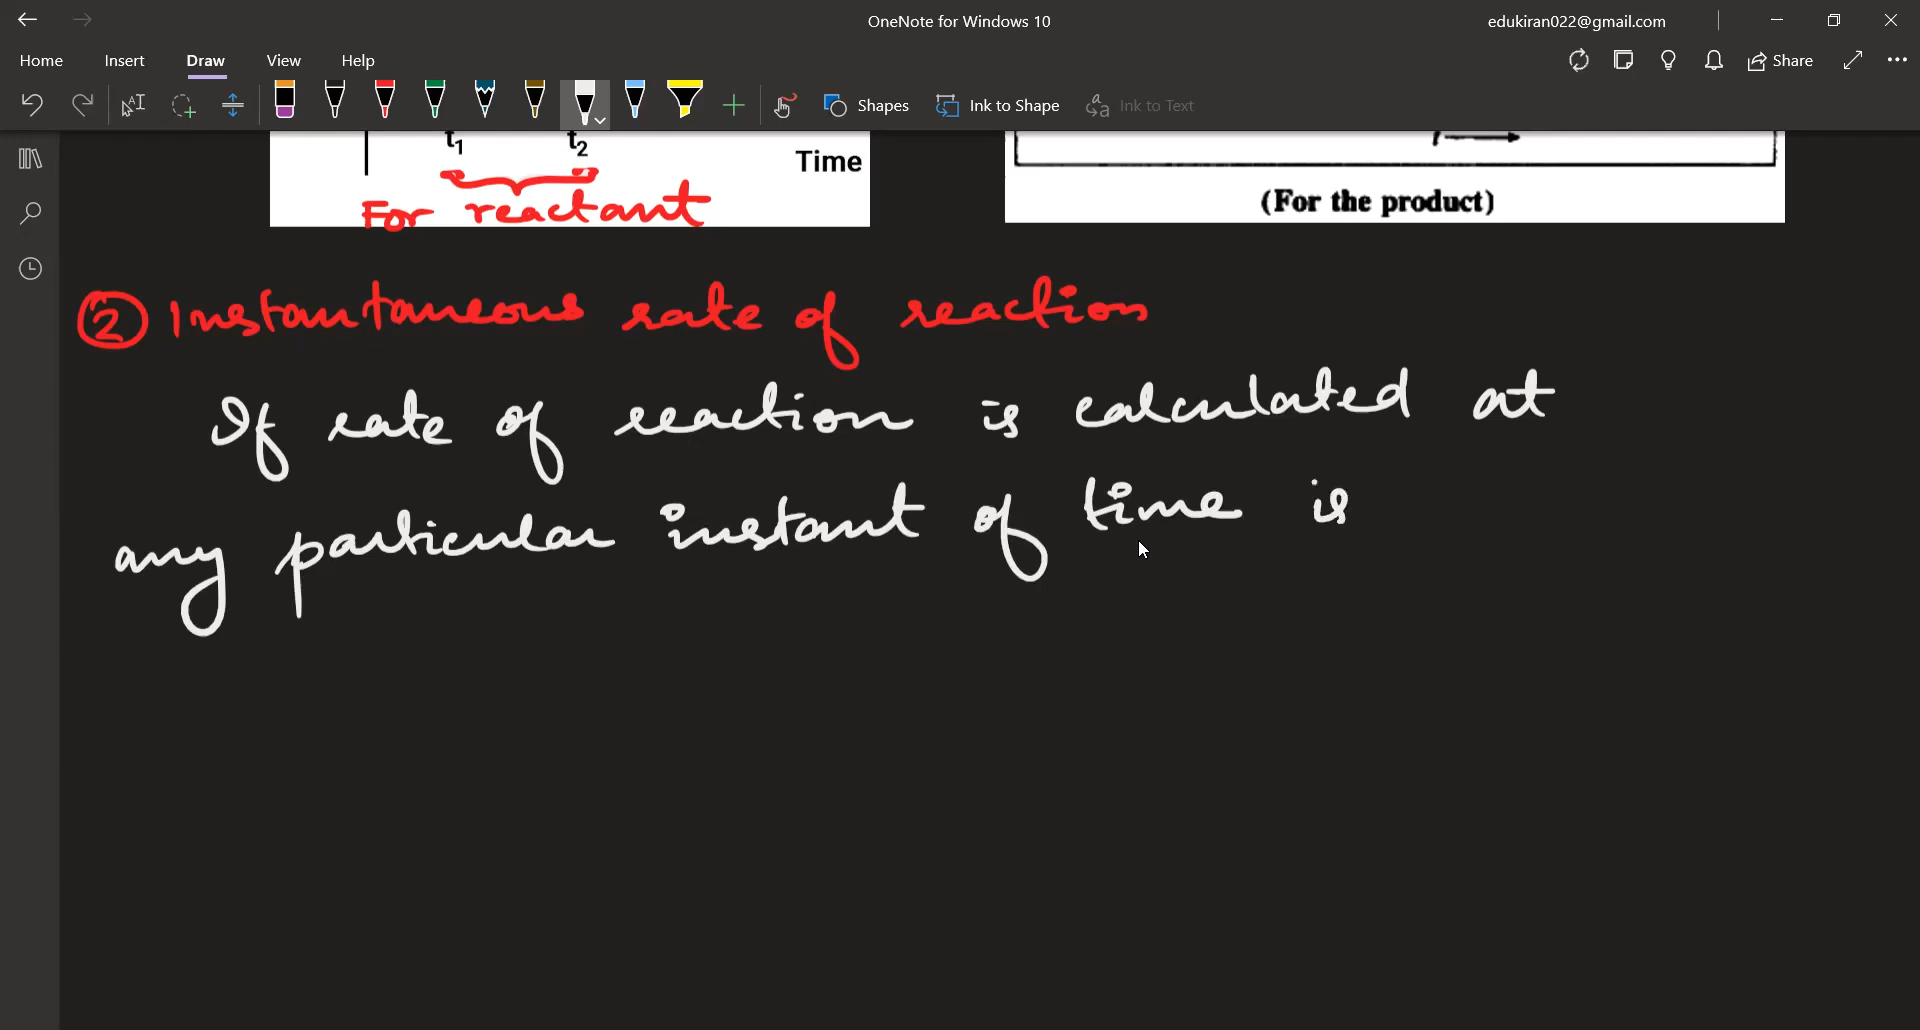 OneNote for Windows 10
edukiran022@gmail.com
Home Insert Draw View Help
Share
Shapes Ink to Shape Ink to Text
t1 t2
Time
For reactant
(For the product)
② Instantaneous rate of reaction
If rate of reaction is calculated at
any particular instant of time is